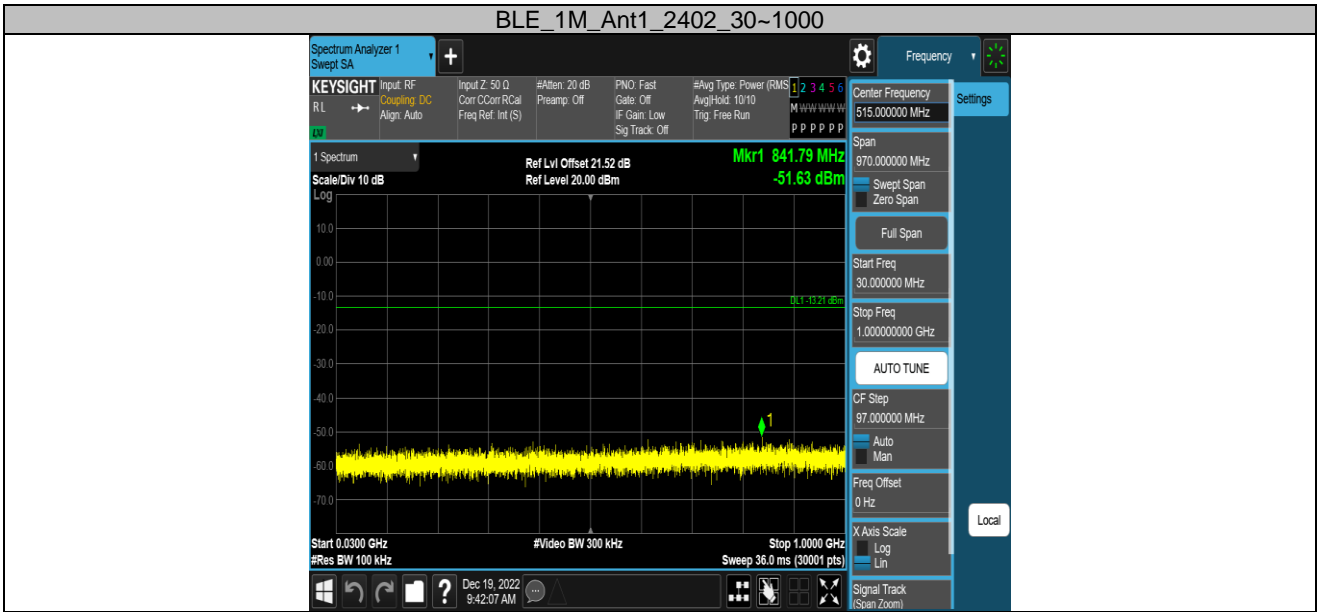 BLE_1M_Ant1_2402_30~1000
Spectrum Analyzer 1
Swept SA
+
Frequency
KEYSIGHT
RL
LXI
Input: RF
Coupling: DC
Align: Auto
Input Z: 50 Ω
Corr CCorr RCal
Freq Ref: Int (S)
#Atten: 20 dB
Preamp: Off
PNO: Fast
Gate: Off
IF Gain: Low
Sig Track: Off
#Avg Type: Power (RMS
Avg|Hold: 10/10
Trig: Free Run
1 2 3 4 5 6
M W W W W W
P P P P P P
1 Spectrum
Scale/Div 10 dB
Log
Ref Lvl Offset 21.52 dB
Ref Level 20.00 dBm
Mkr1 841.79 MHz
-51.63 dBm
10.0
0.00
-10.0
-20.0
-30.0
-40.0
-50.0
-60.0
-70.0
DL1 -13.21 dBm
1
Start 0.0300 GHz
#Res BW 100 kHz
#Video BW 300 kHz
Stop 1.0000 GHz
Sweep 36.0 ms (30001 pts)
Center Frequency
515.000000 MHz
Span
970.000000 MHz
Swept Span
Zero Span
Full Span
Start Freq
30.000000 MHz
Stop Freq
1.000000000 GHz
AUTO TUNE
CF Step
97.000000 MHz
Auto
Man
Freq Offset
0 Hz
X Axis Scale
Log
Lin
Signal Track
(Span Zoom)
Settings
Local
?
Dec 19, 2022
9:42:07 AM